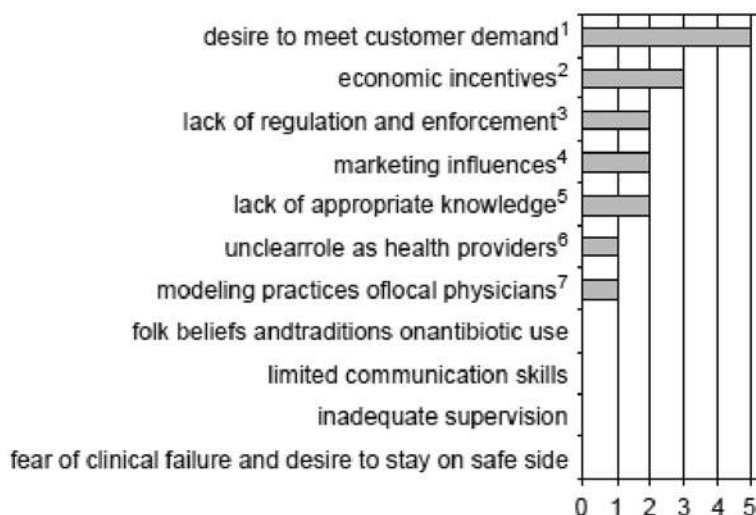 desire to meet customer demand¹
economic incentives²
lack of regulation and enforcement³
marketing influences⁴
lack of appropriate knowledge⁵
unclearrole as health providers⁶
modeling practices oflocal physicians⁷
folk beliefs andtraditions onantibiotic use
limited communication skills
inadequate supervision
fear of clinical failure and desire to stay on safe side
0 1 2 3 4 5